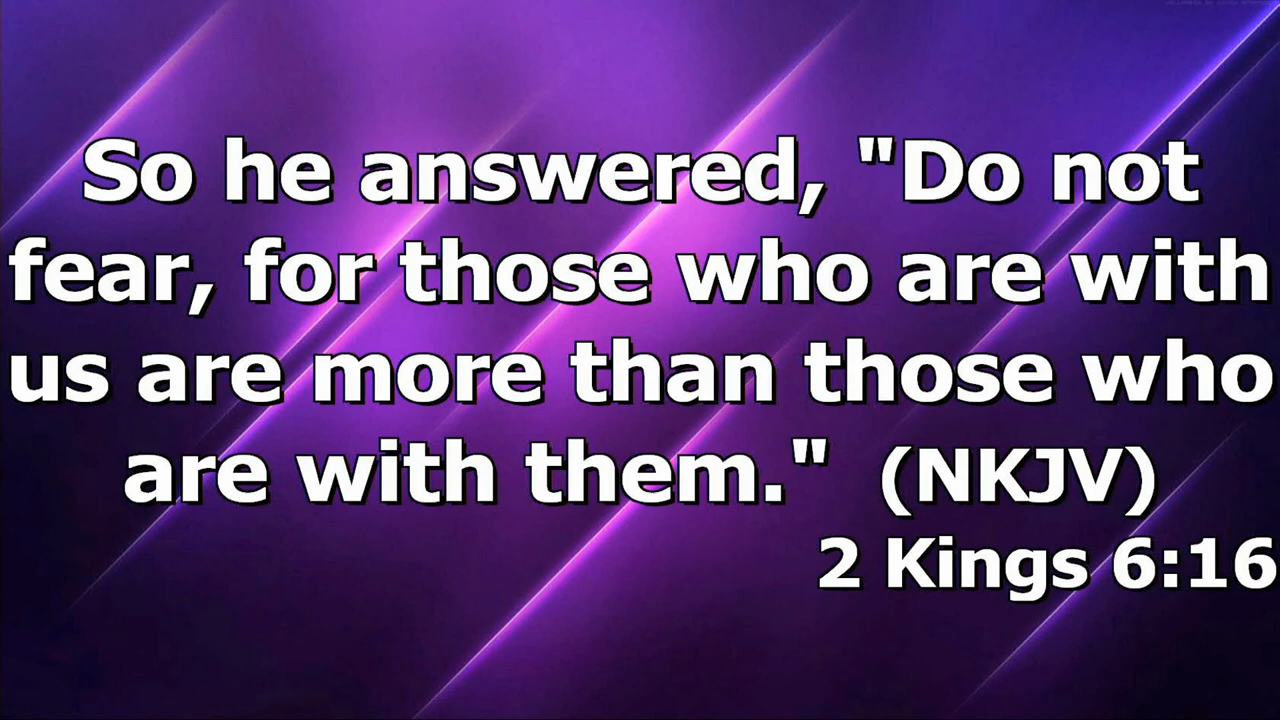 So he answered, "Do not
fear, for those who are with
us are more than those who
are with them." (NKJV)
2 Kings 6:16